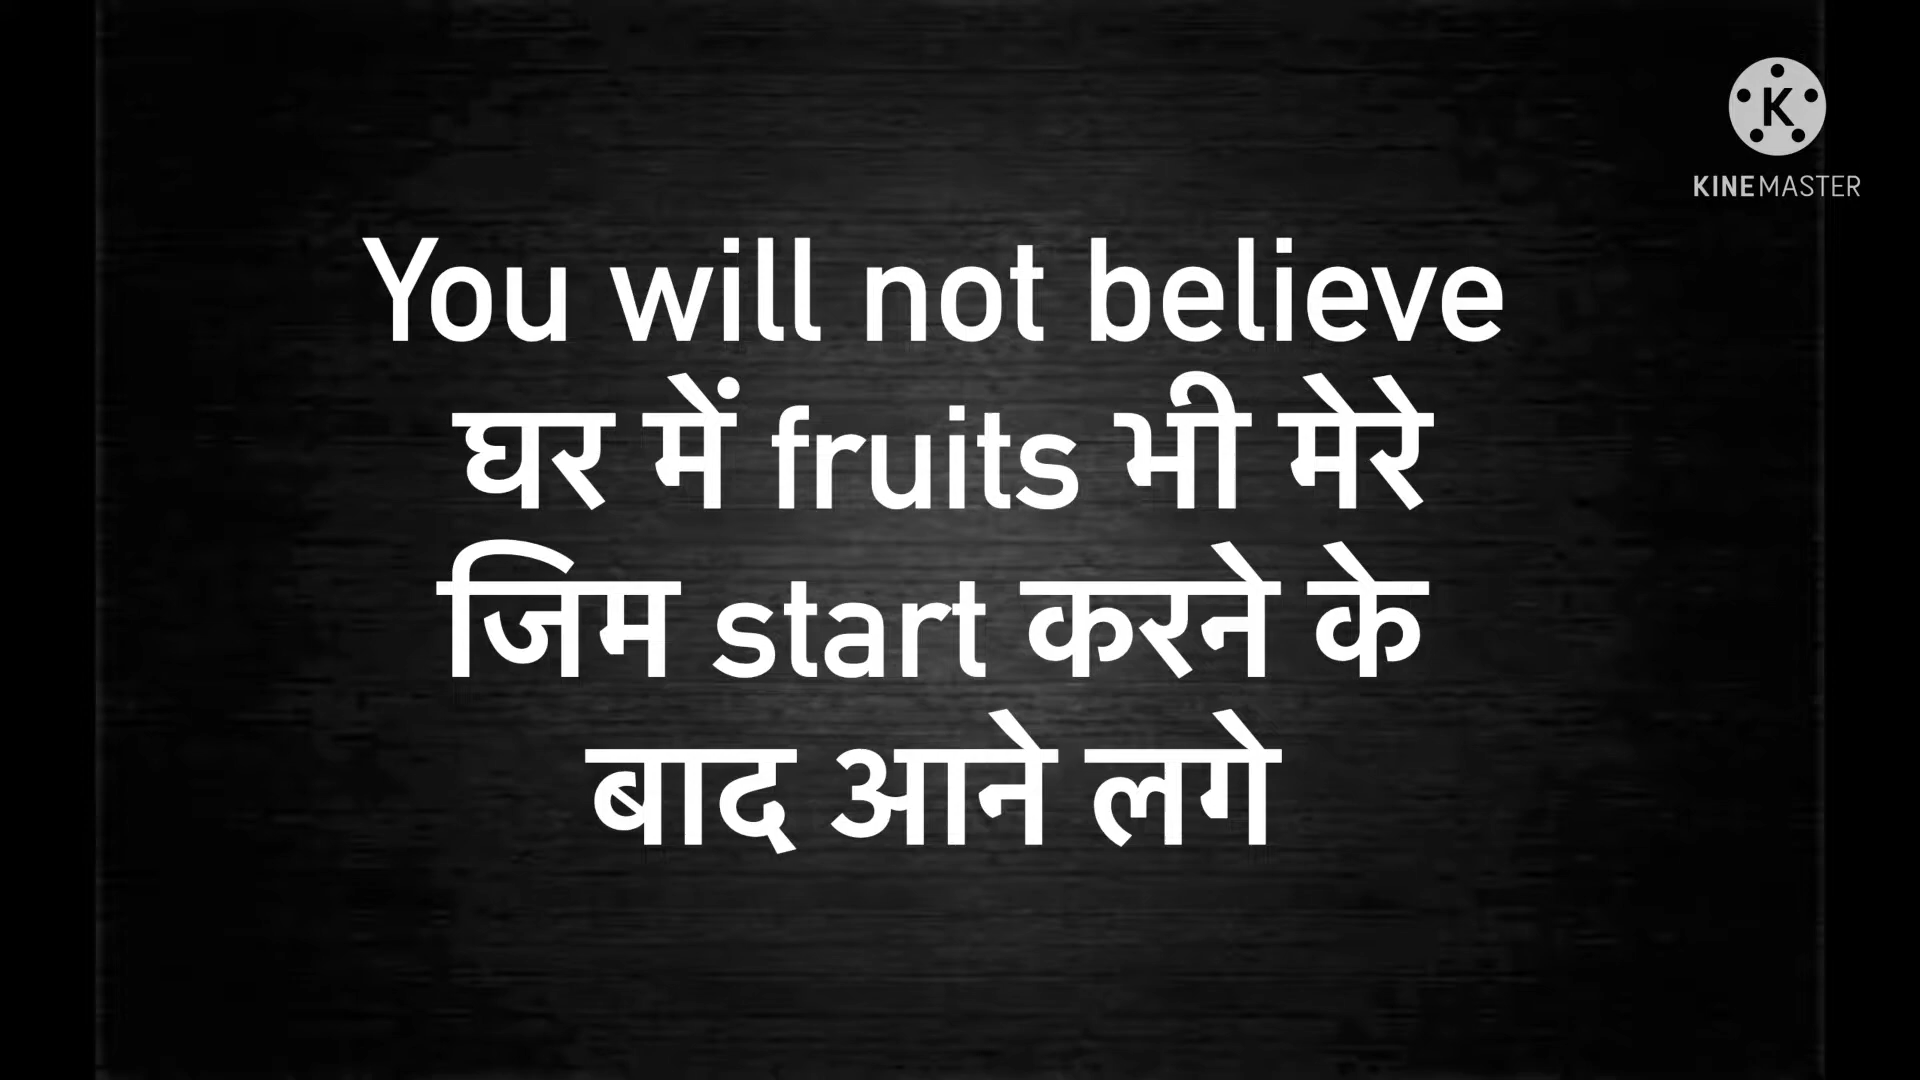 K
KINEMASTER
You will not believe
घर में fruits भी मेरे
जिम start करने के
बाद आने लगे